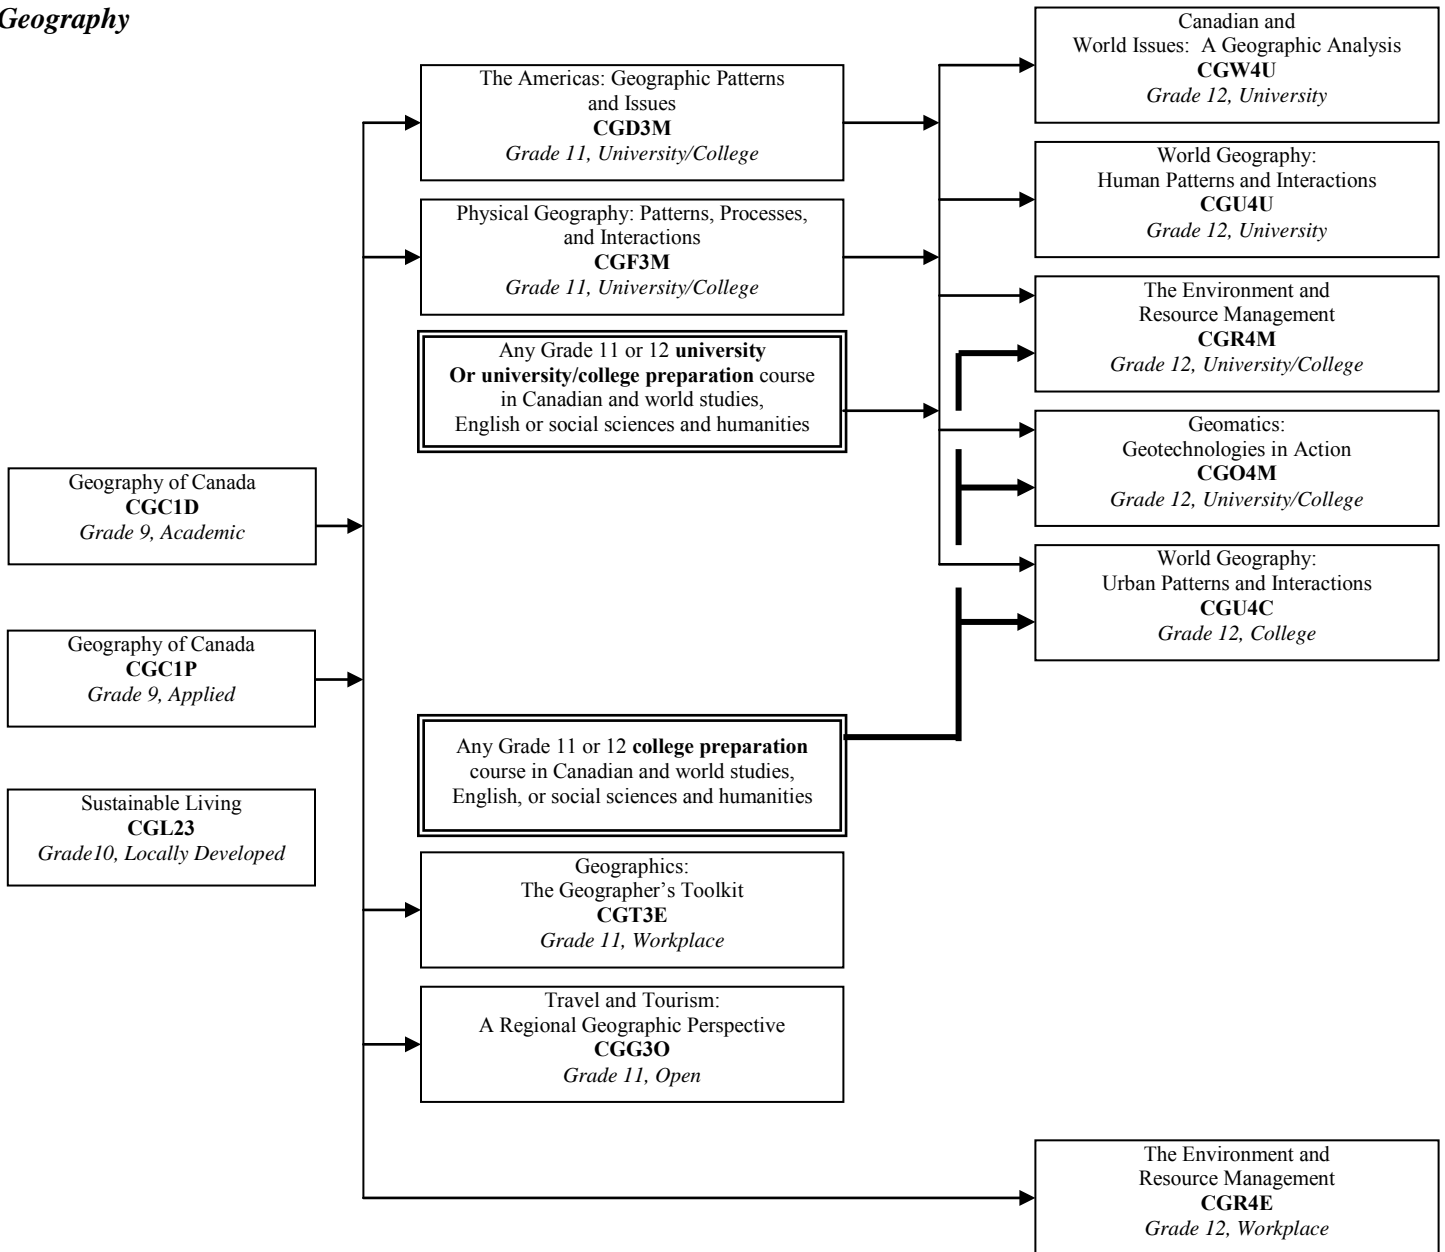 Geography
Canadian and
World Issues:  A Geographic Analysis
CGW4U
Grade 12, University
The Americas: Geographic Patterns
and Issues
CGD3M
Grade 11, University/College
World Geography:
Human Patterns and Interactions
CGU4U
Grade 12, University
Physical Geography: Patterns, Processes,
and Interactions
CGF3M
Grade 11, University/College
The Environment and
Resource Management
CGR4M
Grade 12, University/College
Any Grade 11 or 12 university
Or university/college preparation course
in Canadian and world studies,
English or social sciences and humanities
Geomatics:
Geotechnologies in Action
CGO4M
Grade 12, University/College
Geography of Canada
CGC1D
Grade 9, Academic
World Geography:
Urban Patterns and Interactions
CGU4C
Grade 12, College
Geography of Canada
CGC1P
Grade 9, Applied
Any Grade 11 or 12 college preparation
course in Canadian and world studies,
English, or social sciences and humanities
Sustainable Living
CGL23
Grade10, Locally Developed
Geographics:
The Geographer’s Toolkit
CGT3E
Grade 11, Workplace
Travel and Tourism:
A Regional Geographic Perspective
CGG3O
Grade 11, Open
The Environment and
Resource Management
CGR4E
Grade 12, Workplace